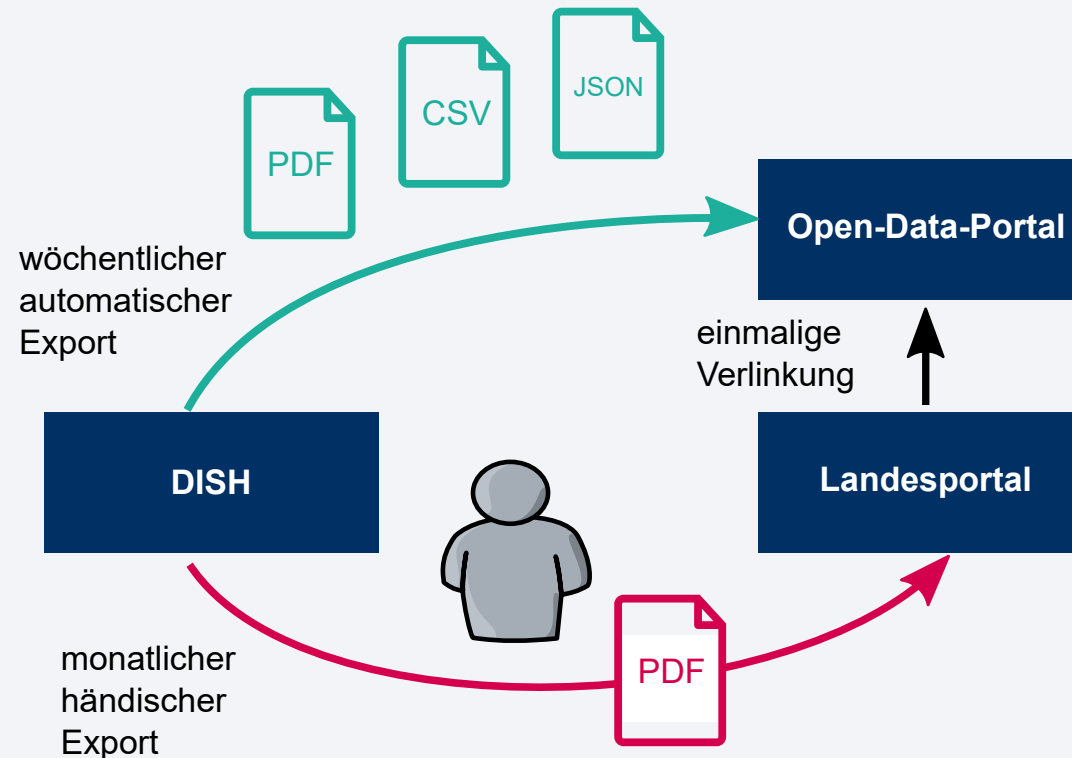 JSON
CSV
PDF
Open-Data-Portal
wöchentlicher
automatischer
Export
einmalige
Verlinkung
DISH
Landesportal
monatlicher
händischer
Export
PDF